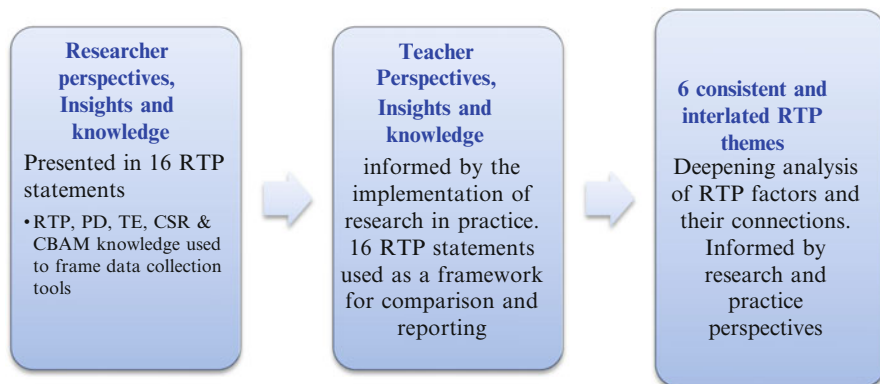 Researcher
perspectives,
Insights and
knowledge
Presented in 16 RTP
statements
• RTP, PD, TE, CSR &
CBAM knowledge used
to frame data collection
tools
Teacher
Perspectives,
Insights and
knowledge
informed by the
implementation of
research in practice.
16 RTP statements
used as a framework
for comparison and
reporting
6 consistent and
interlated RTP
themes
Deepening analysis
of RTP factors and
their connections.
Informed by
research and
practice
perspectives